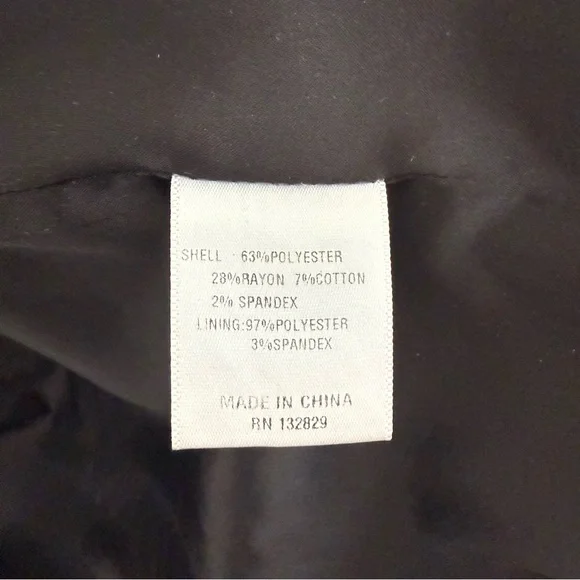 SHELL : 63%POLYESTER
28%RAYON 7%COTTON
2% SPANDEX
LINING:97%POLYESTER
3%SPANDEX
MADE IN CHINA
RN 132829